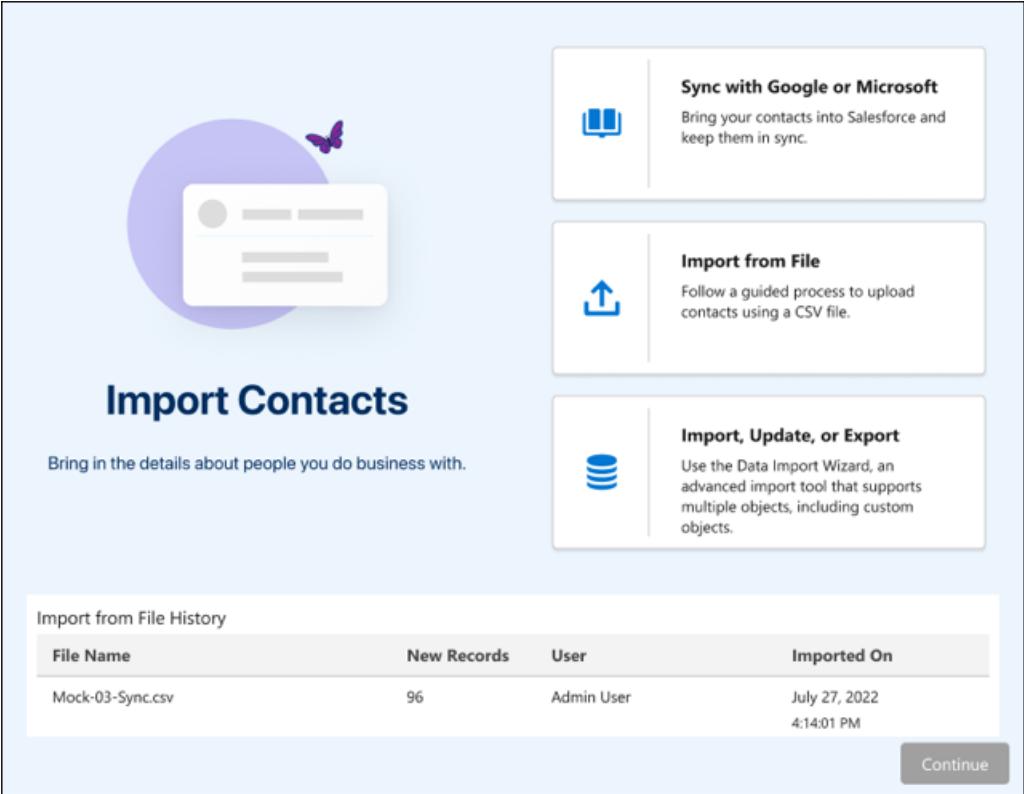 Import Contacts
Bring in the details about people you do business with.
Sync with Google or Microsoft
Bring your contacts into Salesforce and
keep them in sync.
Import from File
Follow a guided process to upload
contacts using a CSV file.
Import, Update, or Export
Use the Data Import Wizard, an
advanced import tool that supports
multiple objects, including custom
objects.
Import from File History
File Name New Records User Imported On
Mock-03-Sync.csv 96 Admin User July 27, 2022
4:14:01 PM
Continue